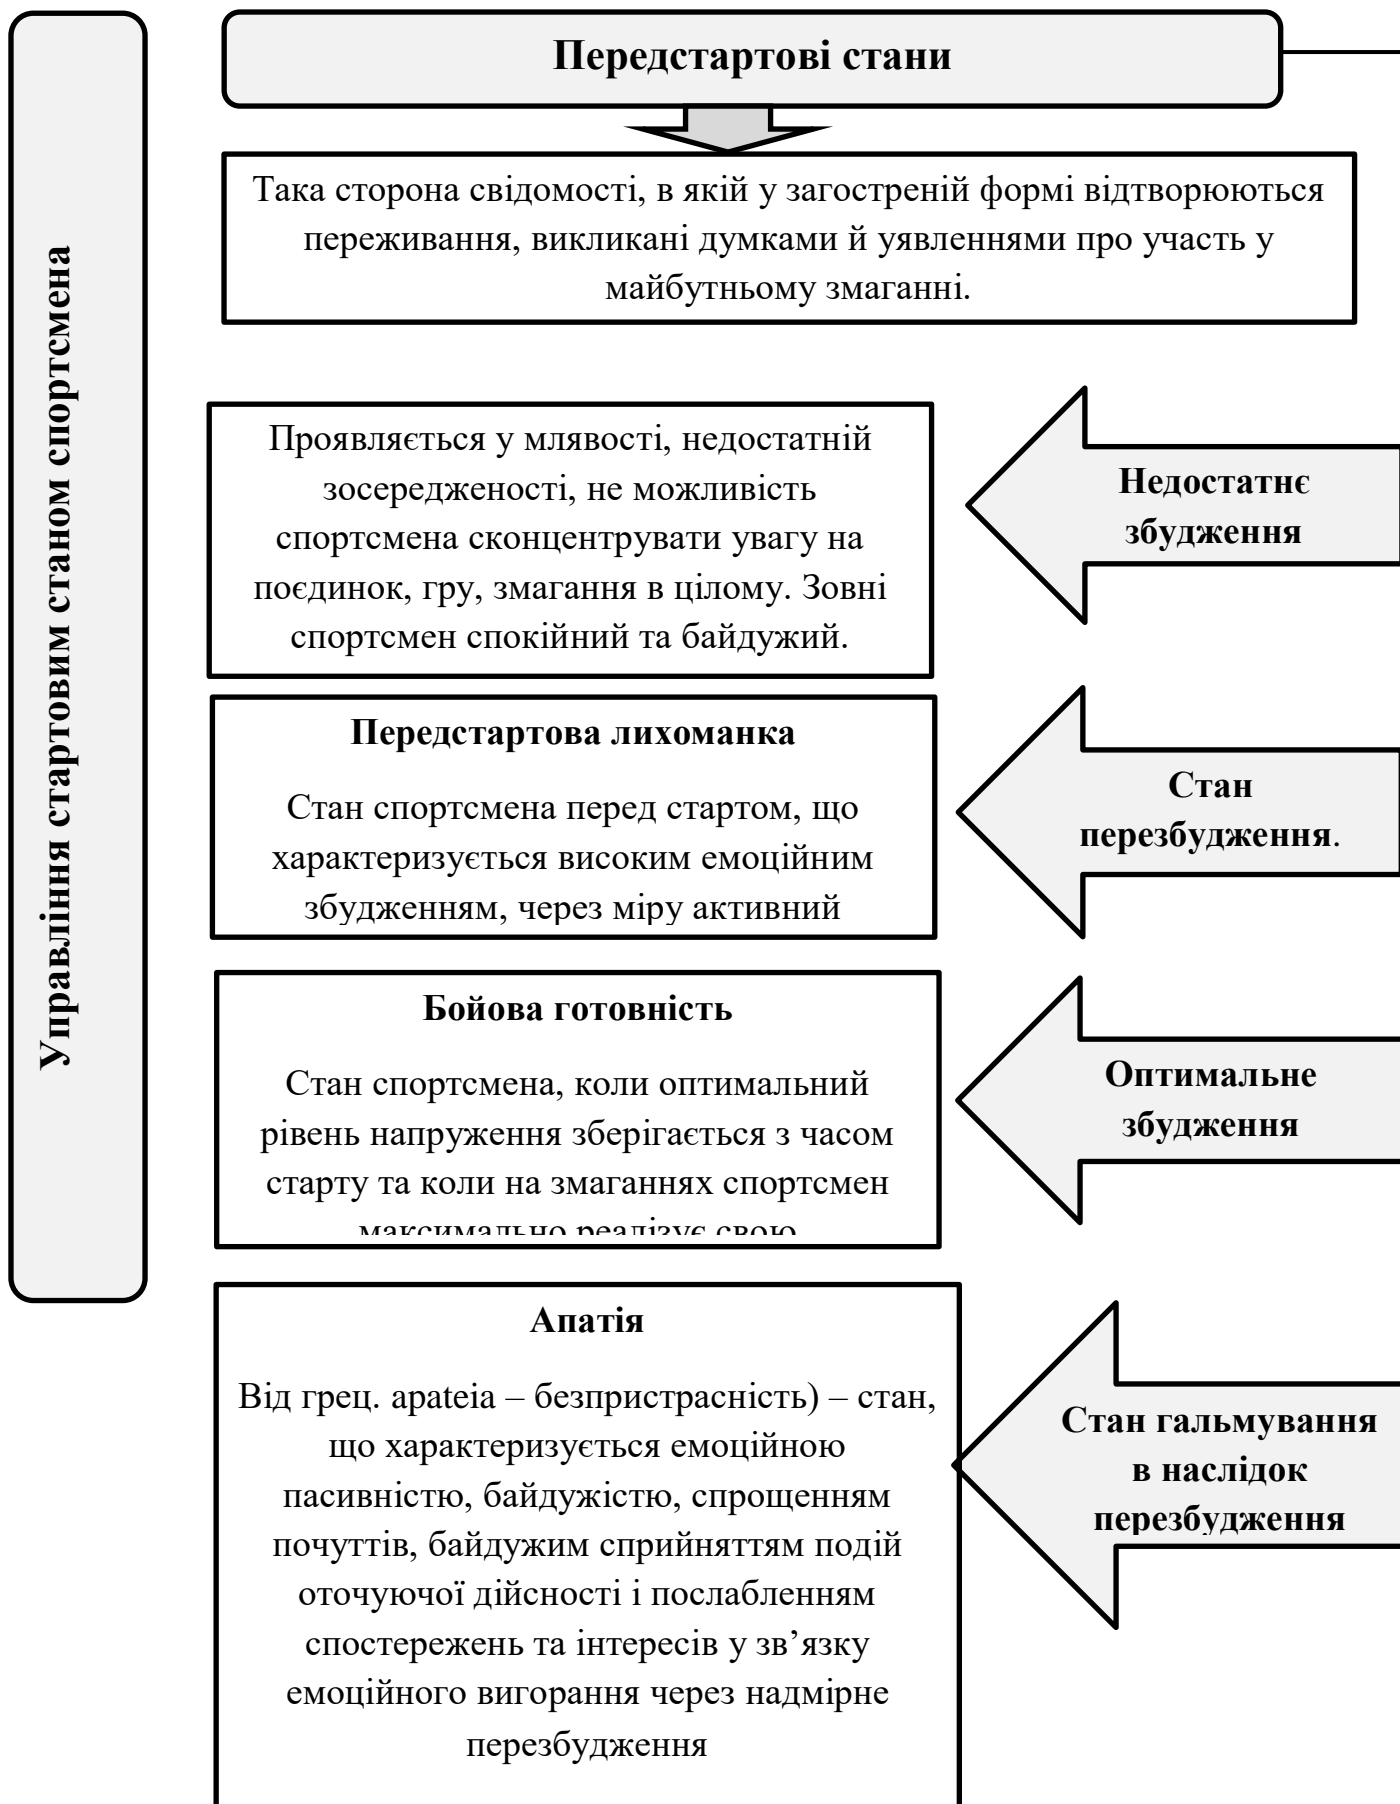 Управління стартовим станом спортсмена
Передстартові стани
Така сторона свідомості, в якій у загостреній формі відтворюються
переживання, викликані думками й уявленнями про участь у
майбутньому змаганні.
Проявляється у млявості, недостатній
зосередженості, не можливість
спортсмена сконцентрувати увагу на
поєдинок, гру, змагання в цілому. Зовні
спортсмен спокійний та байдужий.
Недостатнє
збудження
Передстартова лихоманка
Стан спортсмена перед стартом, що
характеризується високим емоційним
збудженням, через міру активний
Стан
перезбудження.
Бойова готовність
Стан спортсмена, коли оптимальний
рівень напруження зберігається з часом
старту та коли на змаганнях спортсмен
максимально реалізує свою
Оптимальне
збудження
Апатія
Від грец. apateia – безпристрасність) – стан,
що характеризується емоційною
пасивністю, байдужістю, спрощенням
почуттів, байдужим сприйняттям подій
оточуючої дійсності і послабленням
спостережень та інтересів у зв’язку
емоційного вигорання через надмірне
перезбудження
Стан гальмування
в наслідок
перезбудження